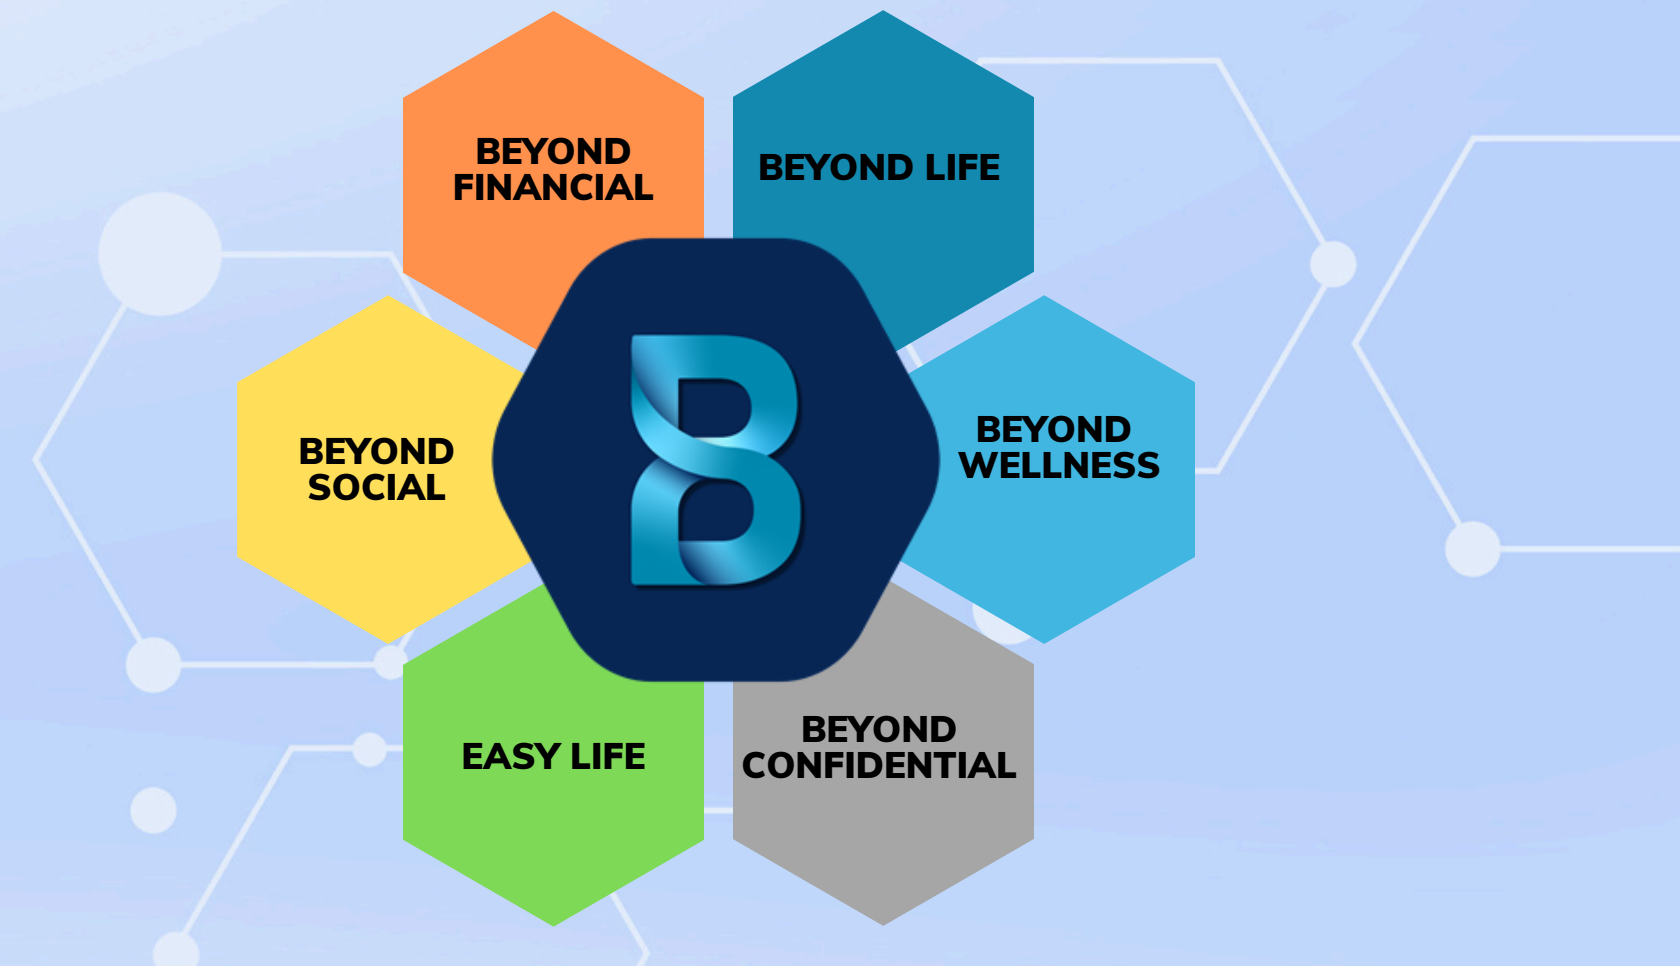 BEYOND
FINANCIAL
BEYOND LIFE
BEYOND
SOCIAL
B
BEYOND
WELLNESS
EASY LIFE
BEYOND
CONFIDENTIAL